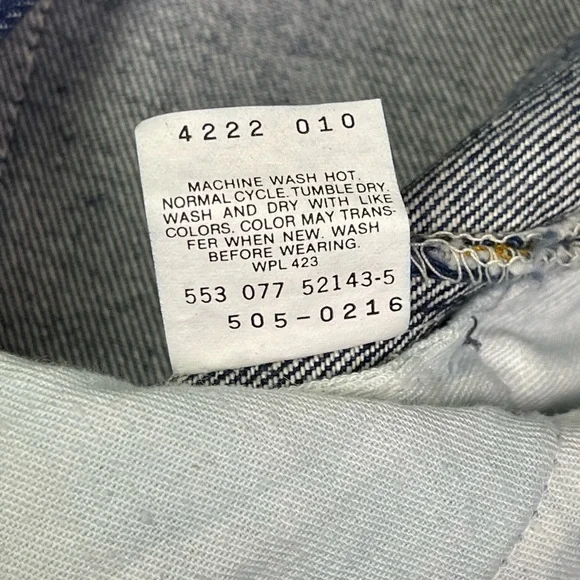 4222 010
MACHINE WASH HOT.
NORMAL CYCLE. TUMBLE DRY.
WASH AND DRY WITH LIKE
COLORS. COLOR MAY TRANS-
FER WHEN NEW. WASH
BEFORE WEARING.
WPL 423
553 077 52143-5
505-0216